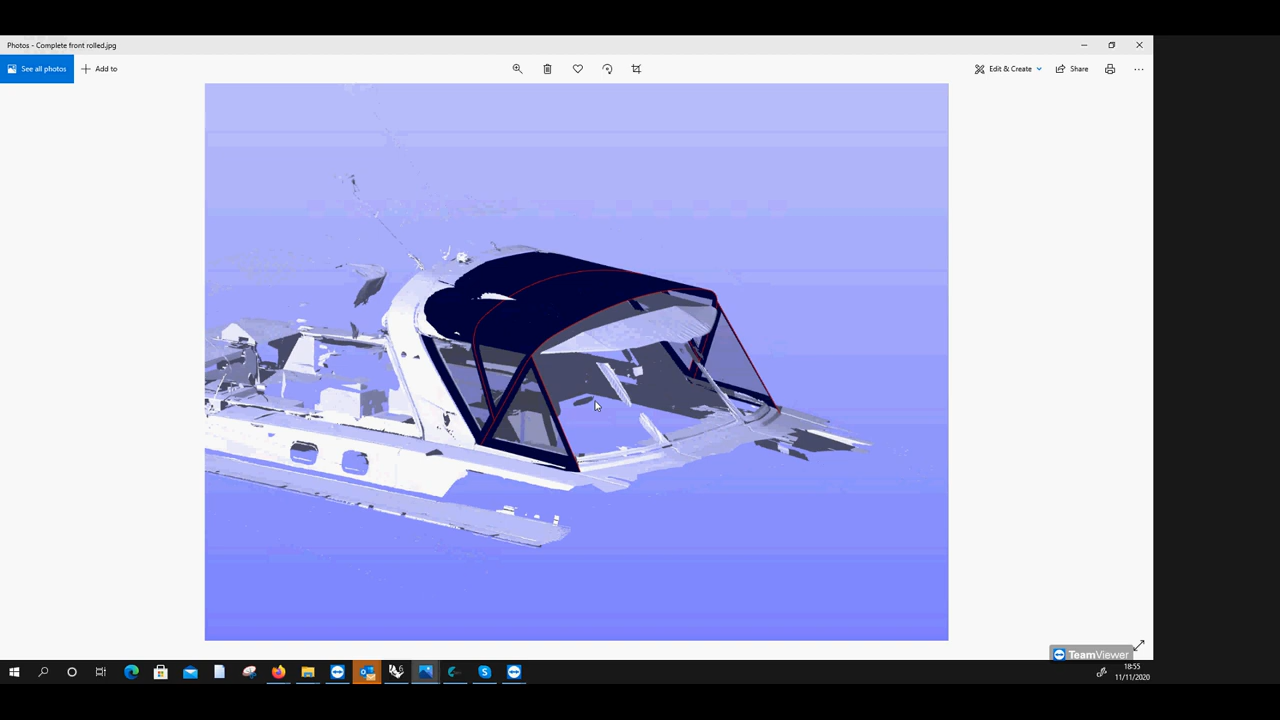 Photos - Complete front rolled.jpg
See all photos
Add to
Edit & Create
Share
TeamViewer
18:55
11/11/2020